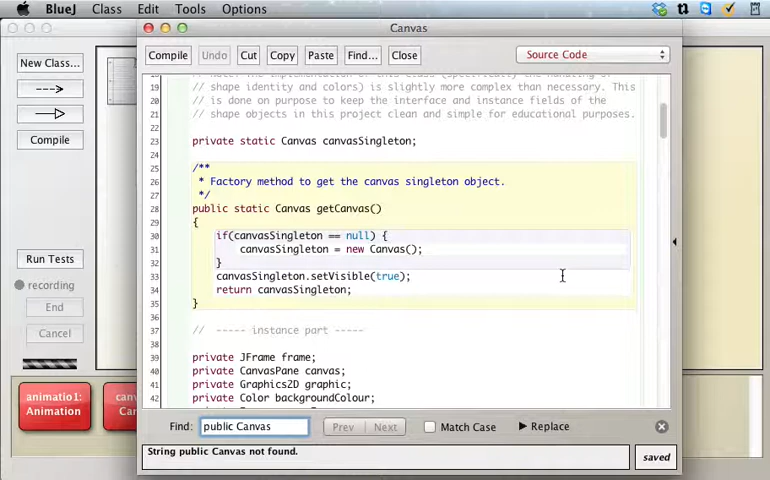 BlueJ Class Edit Tools Options
Canvas
New Class...
Compile
Run Tests
recording
End
Cancel
animatio1:
Animation
Compile Undo Cut Copy Paste Find... Close Source Code
19 // shape identity and colors) is slightly more complex than necessary. This
20 // is done on purpose to keep the interface and instance fields of the
21 // shape objects in this project clean and simple for educational purposes.
22
23 private static Canvas canvasSingleton;
24
25 /**
26 * Factory method to get the canvas singleton object.
27 */
28 public static Canvas getCanvas()
29 {
30 if(canvasSingleton == null) {
31 canvasSingleton = new Canvas();
32 }
33 canvasSingleton.setVisible(true);
34 return canvasSingleton;
35 }
36
37 // ----- instance part -----
38
39 private JFrame frame;
40 private CanvasPane canvas;
41 private Graphics2D graphic;
42 private Color backgroundColour;
Find: public Canvas Prev Next Match Case Replace
String public Canvas not found.
saved